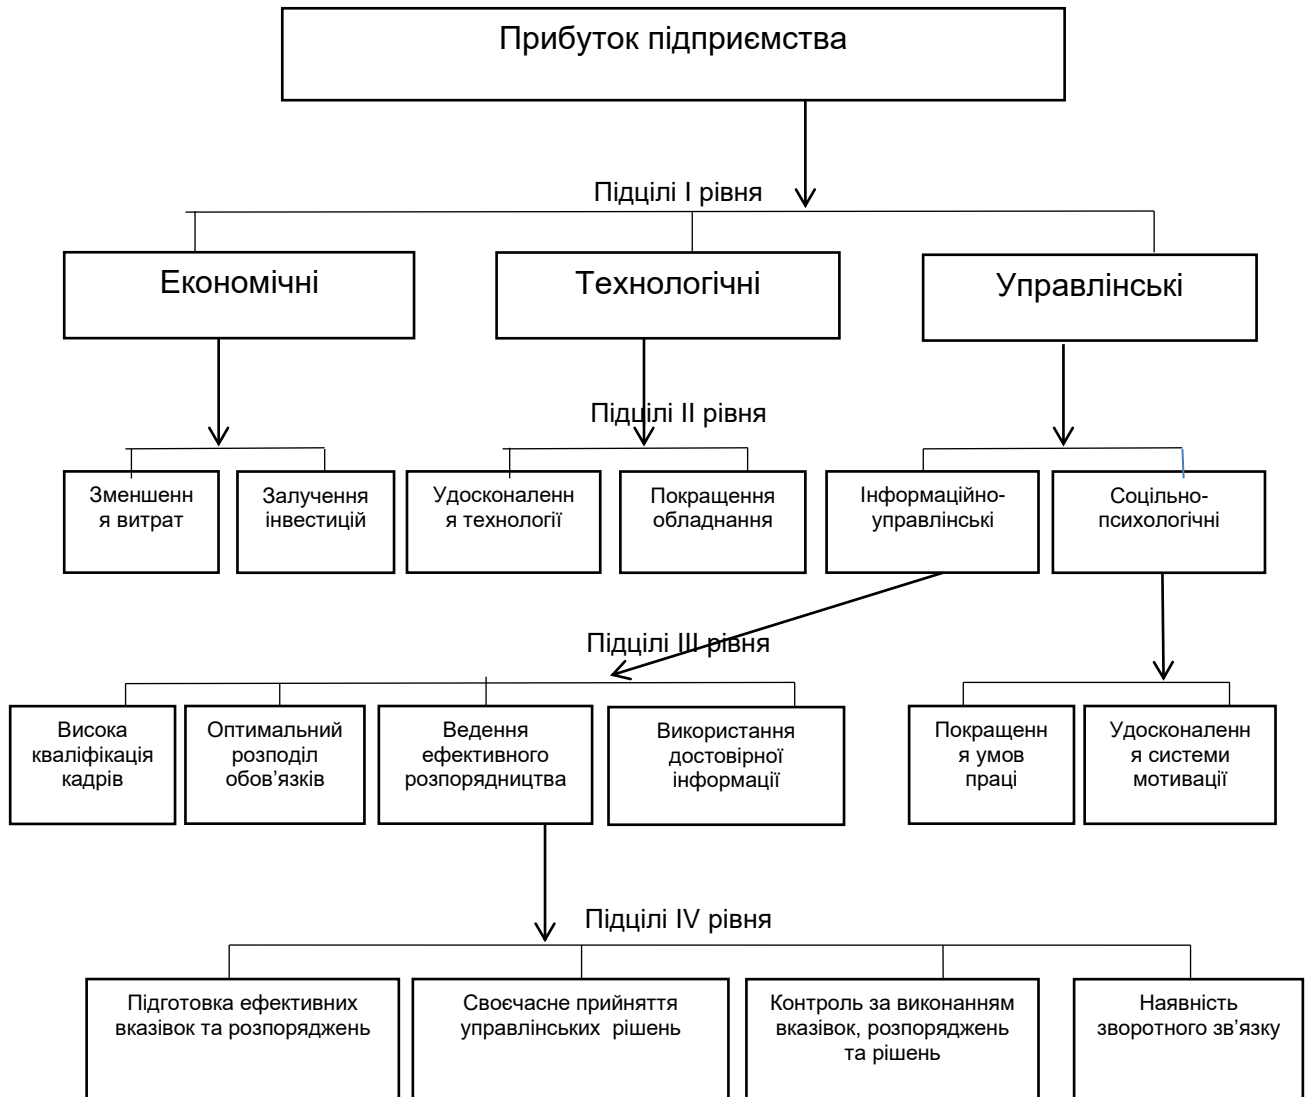 Прибуток підприємства
Підцілі І рівня
Економічні
Технологічні
Управлінські
Підцілі ІІ рівня
Зменшенн
я витрат
Залучення
інвестицій
Удосконаленн
я технології
Покращення
обладнання
Інформаційно-
управлінські
Соцільно-
психологічні
Підцілі ІІІ рівня
Висока
кваліфікація
кадрів
Оптимальний
розподіл
обов’язків
Ведення
ефективного
розпорядництва
Використання
достовірної
інформації
Покращенн
я умов
праці
Удосконаленн
я системи
мотивації
Підцілі IV рівня
Підготовка ефективних
вказівок та розпоряджень
Своєчасне прийняття
управлінських рішень
Контроль за виконанням
вказівок, розпоряджень
та рішень
Наявність
зворотного зв’язку